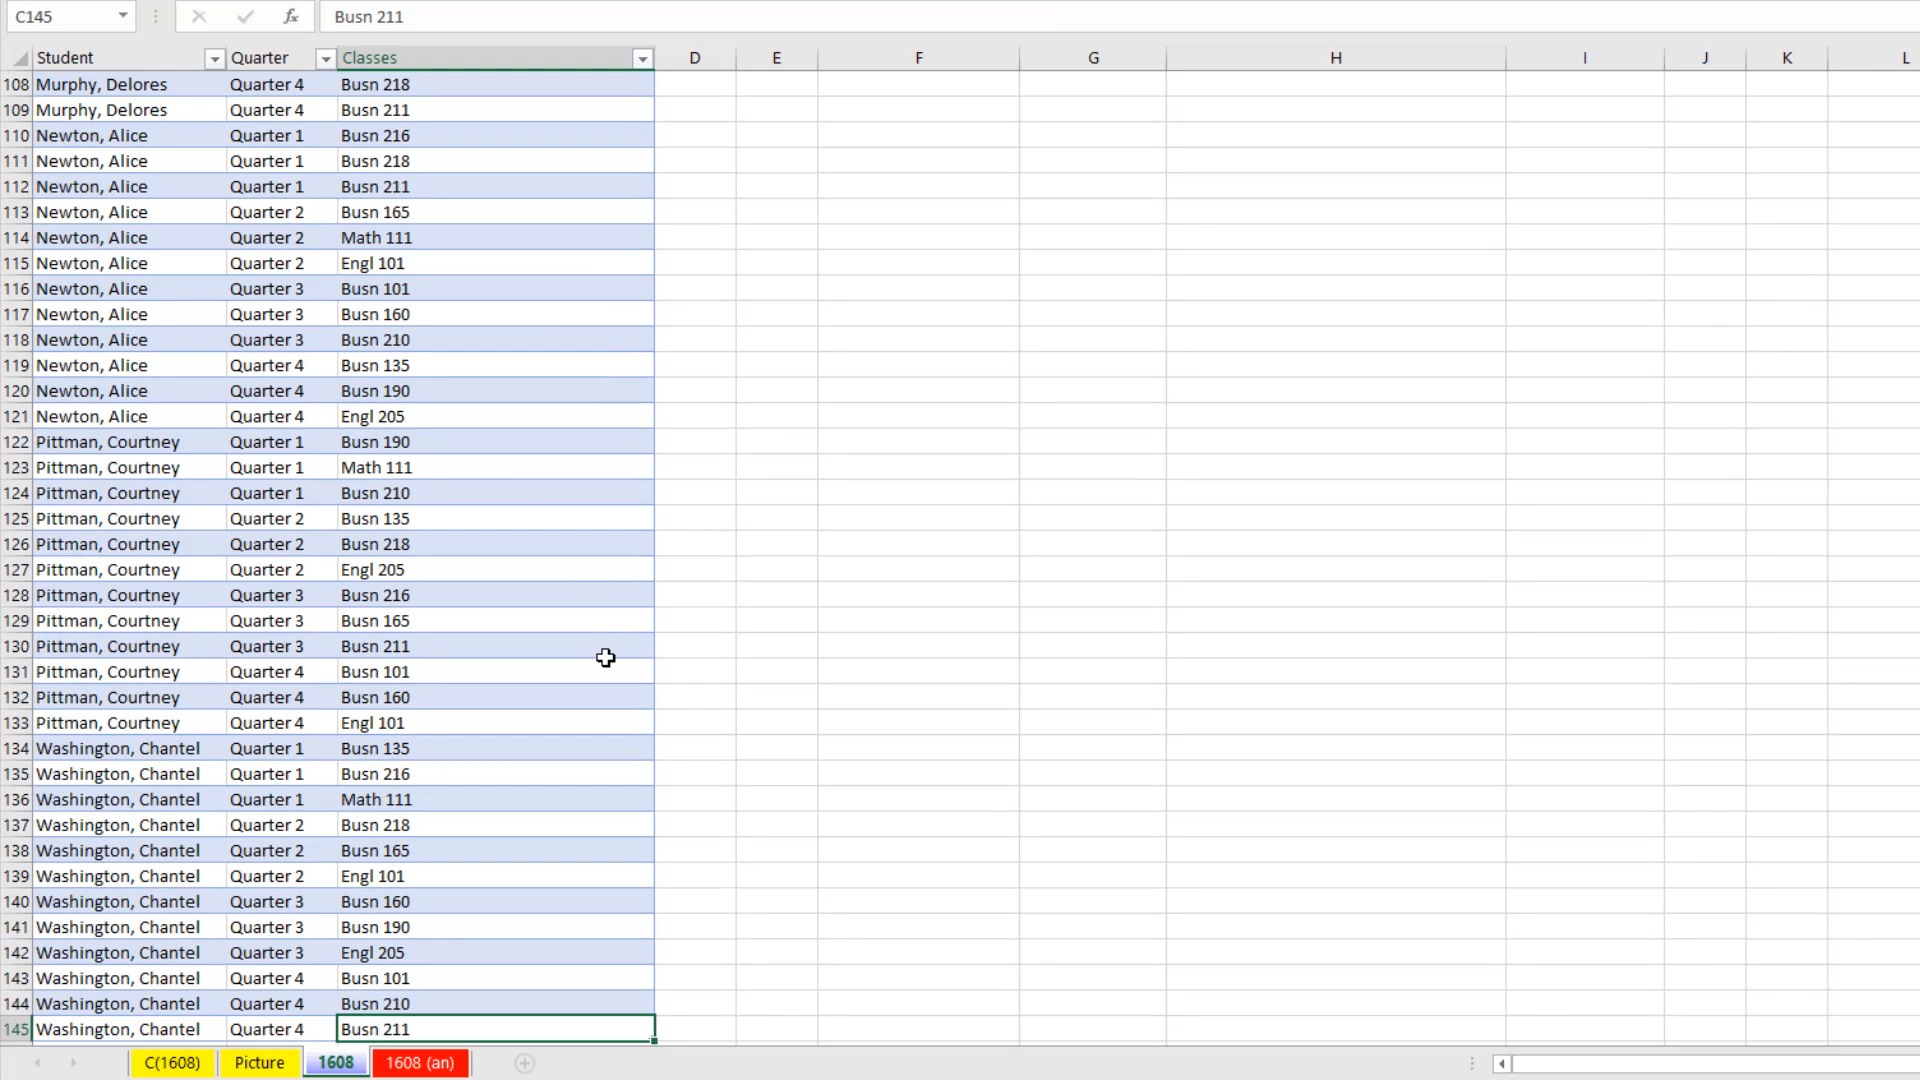 C145 fx Busn 211
Student Quarter Classes D E F G H I J K L
108 Murphy, Delores Quarter 4 Busn 218
109 Murphy, Delores Quarter 4 Busn 211
110 Newton, Alice Quarter 1 Busn 216
111 Newton, Alice Quarter 1 Busn 218
112 Newton, Alice Quarter 1 Busn 211
113 Newton, Alice Quarter 2 Busn 165
114 Newton, Alice Quarter 2 Math 111
115 Newton, Alice Quarter 2 Engl 101
116 Newton, Alice Quarter 3 Busn 101
117 Newton, Alice Quarter 3 Busn 160
118 Newton, Alice Quarter 3 Busn 210
119 Newton, Alice Quarter 4 Busn 135
120 Newton, Alice Quarter 4 Busn 190
121 Newton, Alice Quarter 4 Engl 205
122 Pittman, Courtney Quarter 1 Busn 190
123 Pittman, Courtney Quarter 1 Math 111
124 Pittman, Courtney Quarter 1 Busn 210
125 Pittman, Courtney Quarter 2 Busn 135
126 Pittman, Courtney Quarter 2 Busn 218
127 Pittman, Courtney Quarter 2 Engl 205
128 Pittman, Courtney Quarter 3 Busn 216
129 Pittman, Courtney Quarter 3 Busn 165
130 Pittman, Courtney Quarter 3 Busn 211
131 Pittman, Courtney Quarter 4 Busn 101
132 Pittman, Courtney Quarter 4 Busn 160
133 Pittman, Courtney Quarter 4 Engl 101
134 Washington, Chantel Quarter 1 Busn 135
135 Washington, Chantel Quarter 1 Busn 216
136 Washington, Chantel Quarter 1 Math 111
137 Washington, Chantel Quarter 2 Busn 218
138 Washington, Chantel Quarter 2 Busn 165
139 Washington, Chantel Quarter 2 Engl 101
140 Washington, Chantel Quarter 3 Busn 160
141 Washington, Chantel Quarter 3 Busn 190
142 Washington, Chantel Quarter 3 Engl 205
143 Washington, Chantel Quarter 4 Busn 101
144 Washington, Chantel Quarter 4 Busn 210
145 Washington, Chantel Quarter 4 Busn 211
C(1608) Picture 1608 1608 (an)